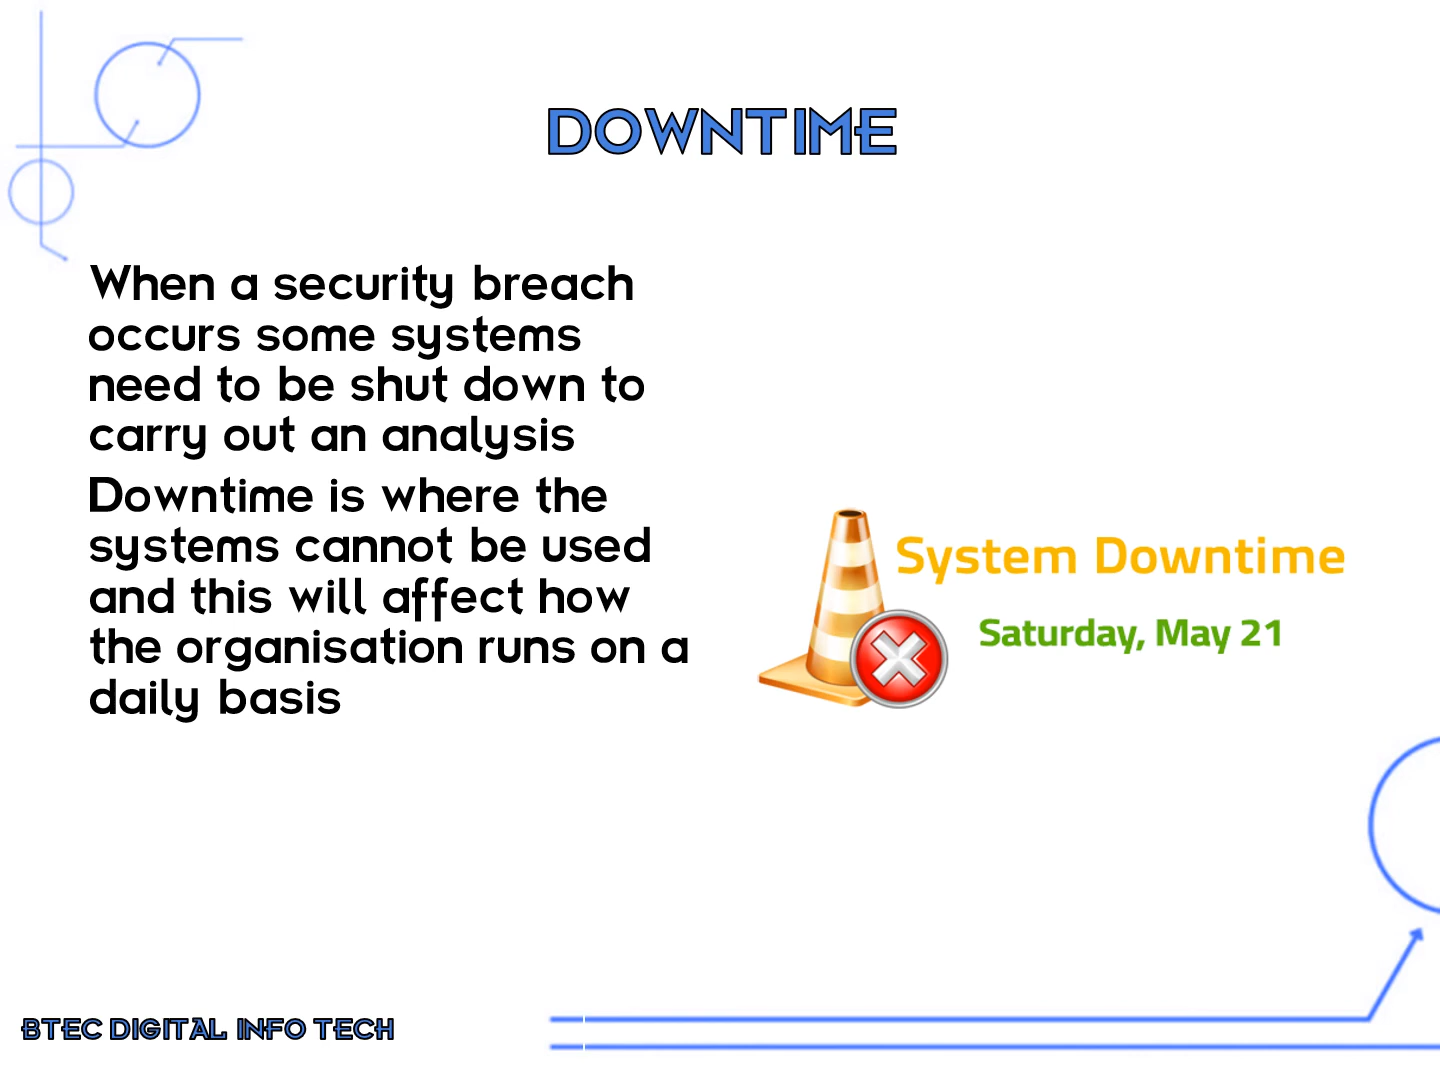 DOWNTIME
When a security breach
occurs some systems
need to be shut down to
carry out an analysis
Downtime is where the
systems cannot be used
and this will affect how
the organisation runs on a
daily basis
System Downtime
Saturday, May 21
BTEC DIGITAL INFO TECH